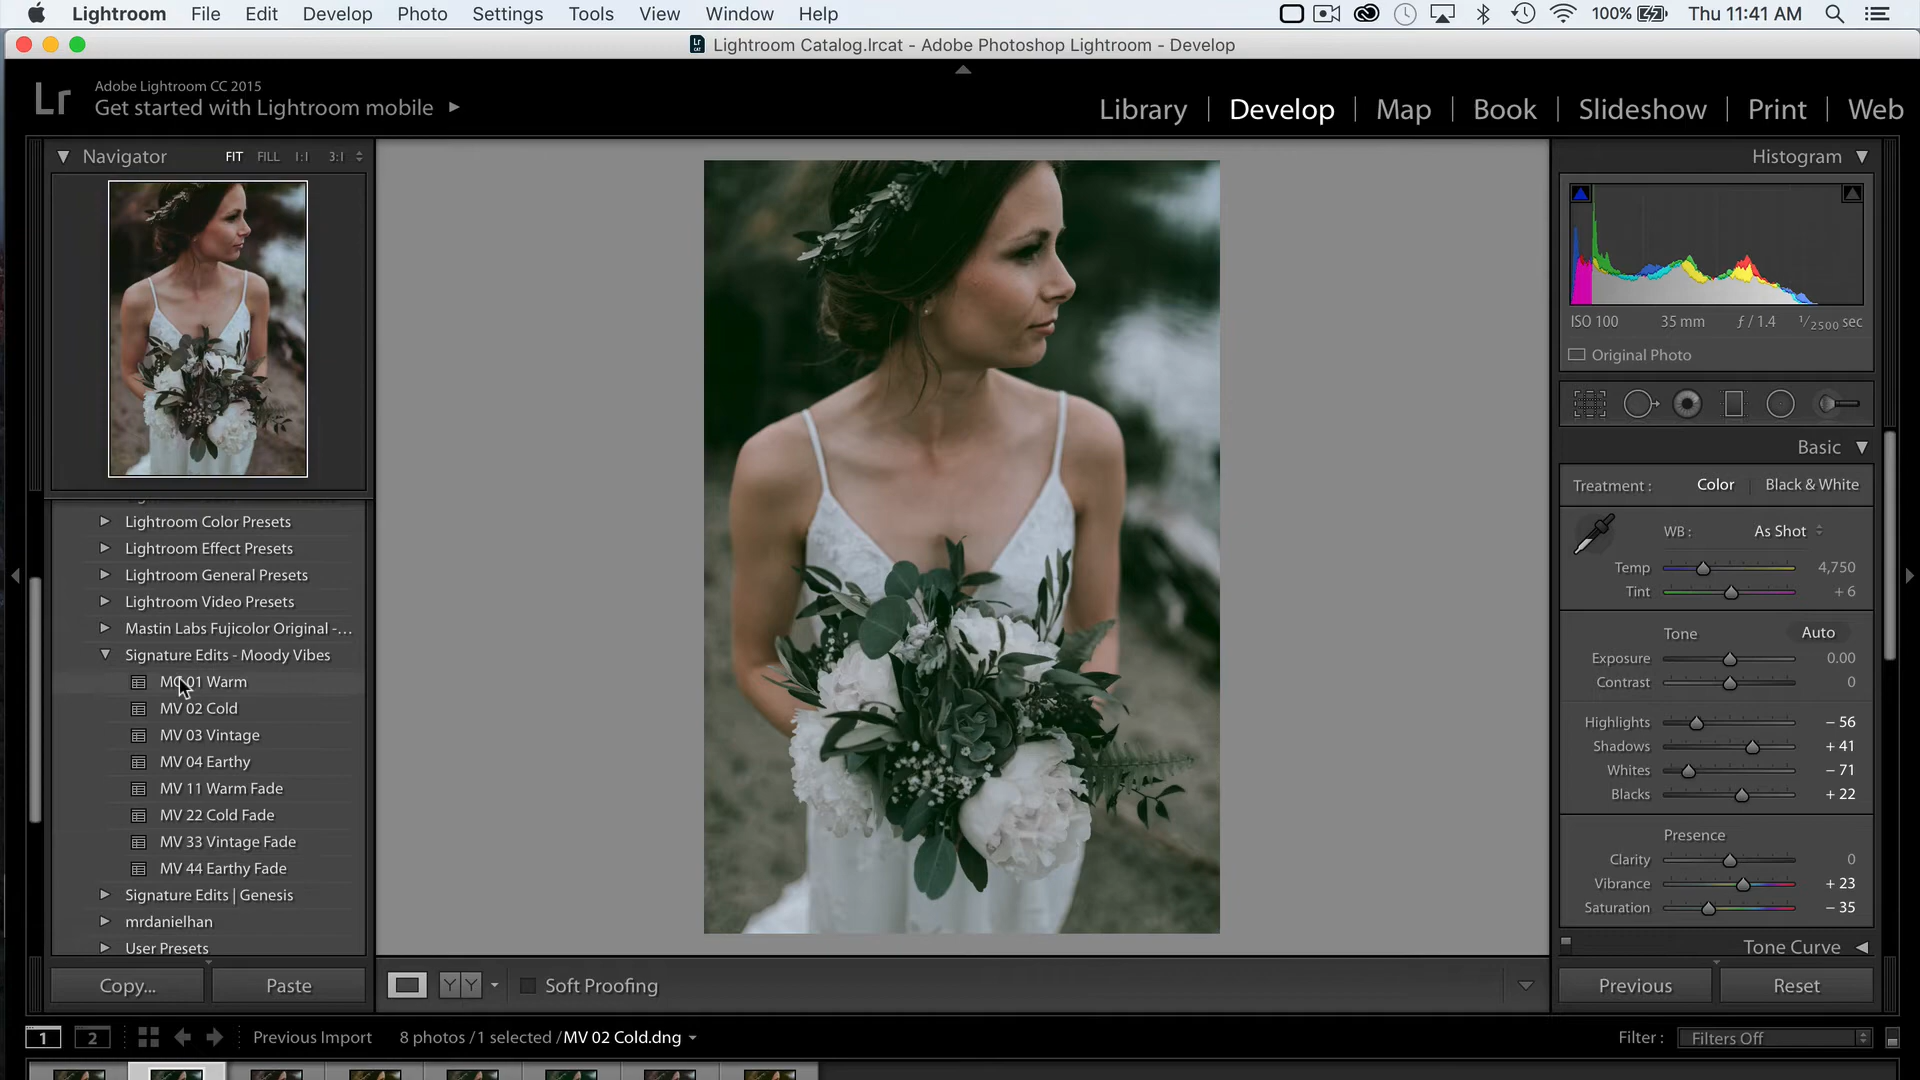 Lightroom File Edit Develop Photo Settings Tools View Window Help 100% Thu 11:41 AM
Lightroom Catalog.lrcat - Adobe Photoshop Lightroom - Develop
Lr
Adobe Lightroom CC 2015
Get started with Lightroom mobile
Library | Develop | Map | Book | Slideshow | Print | Web
Navigator FIT FILL 1:1 3:1
Lightroom Color Presets
Lightroom Effect Presets
Lightroom General Presets
Lightroom Video Presets
Mastin Labs Fujicolor Original -...
Signature Edits - Moody Vibes
01 Warm
MV 02 Cold
MV 03 Vintage
MV 04 Earthy
MV 11 Warm Fade
MV 22 Cold Fade
MV 33 Vintage Fade
MV 44 Earthy Fade
Signature Edits | Genesis
mrdanielhan
User Presets
Copy... Paste
Y Y Soft Proofing
Histogram
ISO 100 35 mm ƒ / 1.4 1/2500 sec
Original Photo
Basic
Treatment : Color Black & White
WB : As Shot
Temp 4,750
Tint + 6
Tone Auto
Exposure 0.00
Contrast 0
Highlights − 56
Shadows + 41
Whites − 71
Blacks + 22
Presence
Clarity 0
Vibrance + 23
Saturation − 35
Tone Curve
Previous Reset
1 2 Previous Import 8 photos /1 selected /MV 02 Cold.dng Filter : Filters Off